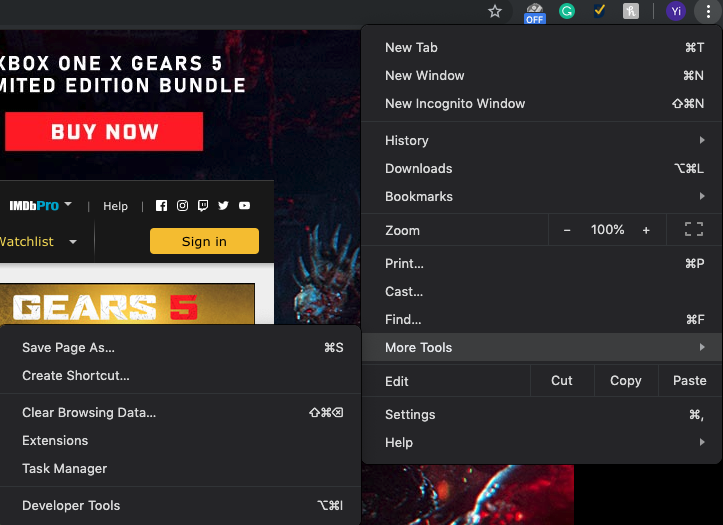 OFF
Yi
XBOX ONE X GEARS 5
LIMITED EDITION BUNDLE
BUY NOW
IMDbPro | Help |
Watchlist
Sign in
GEARS 5
New Tab ⌘T
New Window ⌘N
New Incognito Window ⇧⌘N
History
Downloads ⌥⌘L
Bookmarks
Zoom − 100% +
Print... ⌘P
Cast...
Find... ⌘F
More Tools
Edit Cut Copy Paste
Settings ⌘,
Help
Save Page As... ⌘S
Create Shortcut...
Clear Browsing Data... ⇧⌘⌫
Extensions
Task Manager
Developer Tools ⌥⌘I